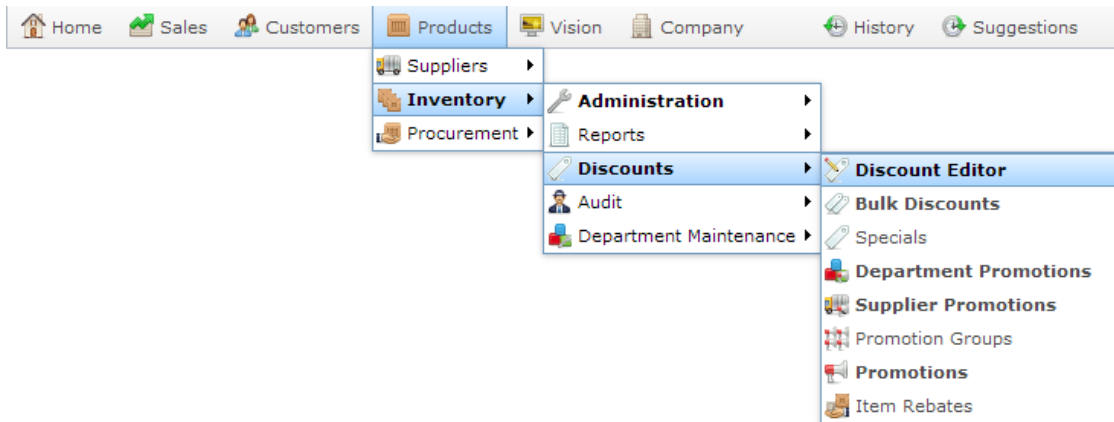 Home Sales Customers Products Vision Company History Suggestions
Suppliers
Inventory
Procurement
Administration
Reports
Discounts
Audit
Department Maintenance
Discount Editor
Bulk Discounts
Specials
Department Promotions
Supplier Promotions
Promotion Groups
Promotions
Item Rebates